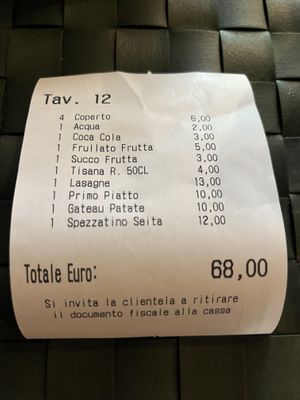 Tav. 12
4 Coperto 6,00
1 Acqua 2,00
1 Coca Cola 3,00
1 Frullato Frutta 5,00
1 Succo Frutta 3,00
1 Tisana R. 50CL 4,00
1 Lasagne 13,00
1 Primo Piatto 10,00
1 Gateau Patate 10,00
1 Spezzatino Seita 12,00
Totale Euro: 68,00
Si invita la clientela a ritirare
il documento fiscale alla cassa